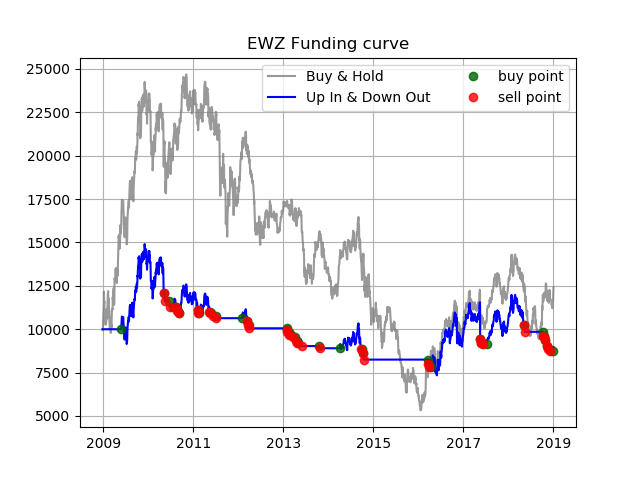 EWZ Funding curve
Buy & Hold
Up In & Down Out
buy point
sell point
25000
22500
20000
17500
15000
12500
10000
7500
5000
2009 2011 2013 2015 2017 2019